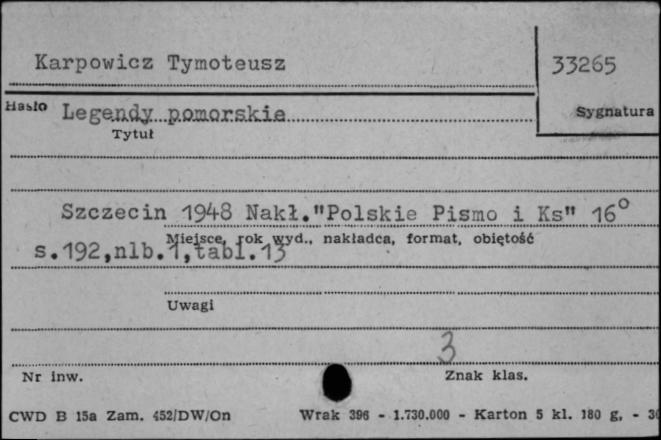 Karpowicz Tymoteusz 33265
Hasło Legendy pomorskie Sygnatura
Tytuł
Szczecin 1948 Nakł."Polskie Pismo i Ks" 16°
Miejsce, rok wyd., nakładca, format, objętość
s.192,nlb.1,tabl.13
Uwagi
3
Nr inw. Znak klas.
CWD B 15a Zam. 452/DW/On Wrak 396 - 1.730.000 - Karton 5 kl. 180 g, - 30